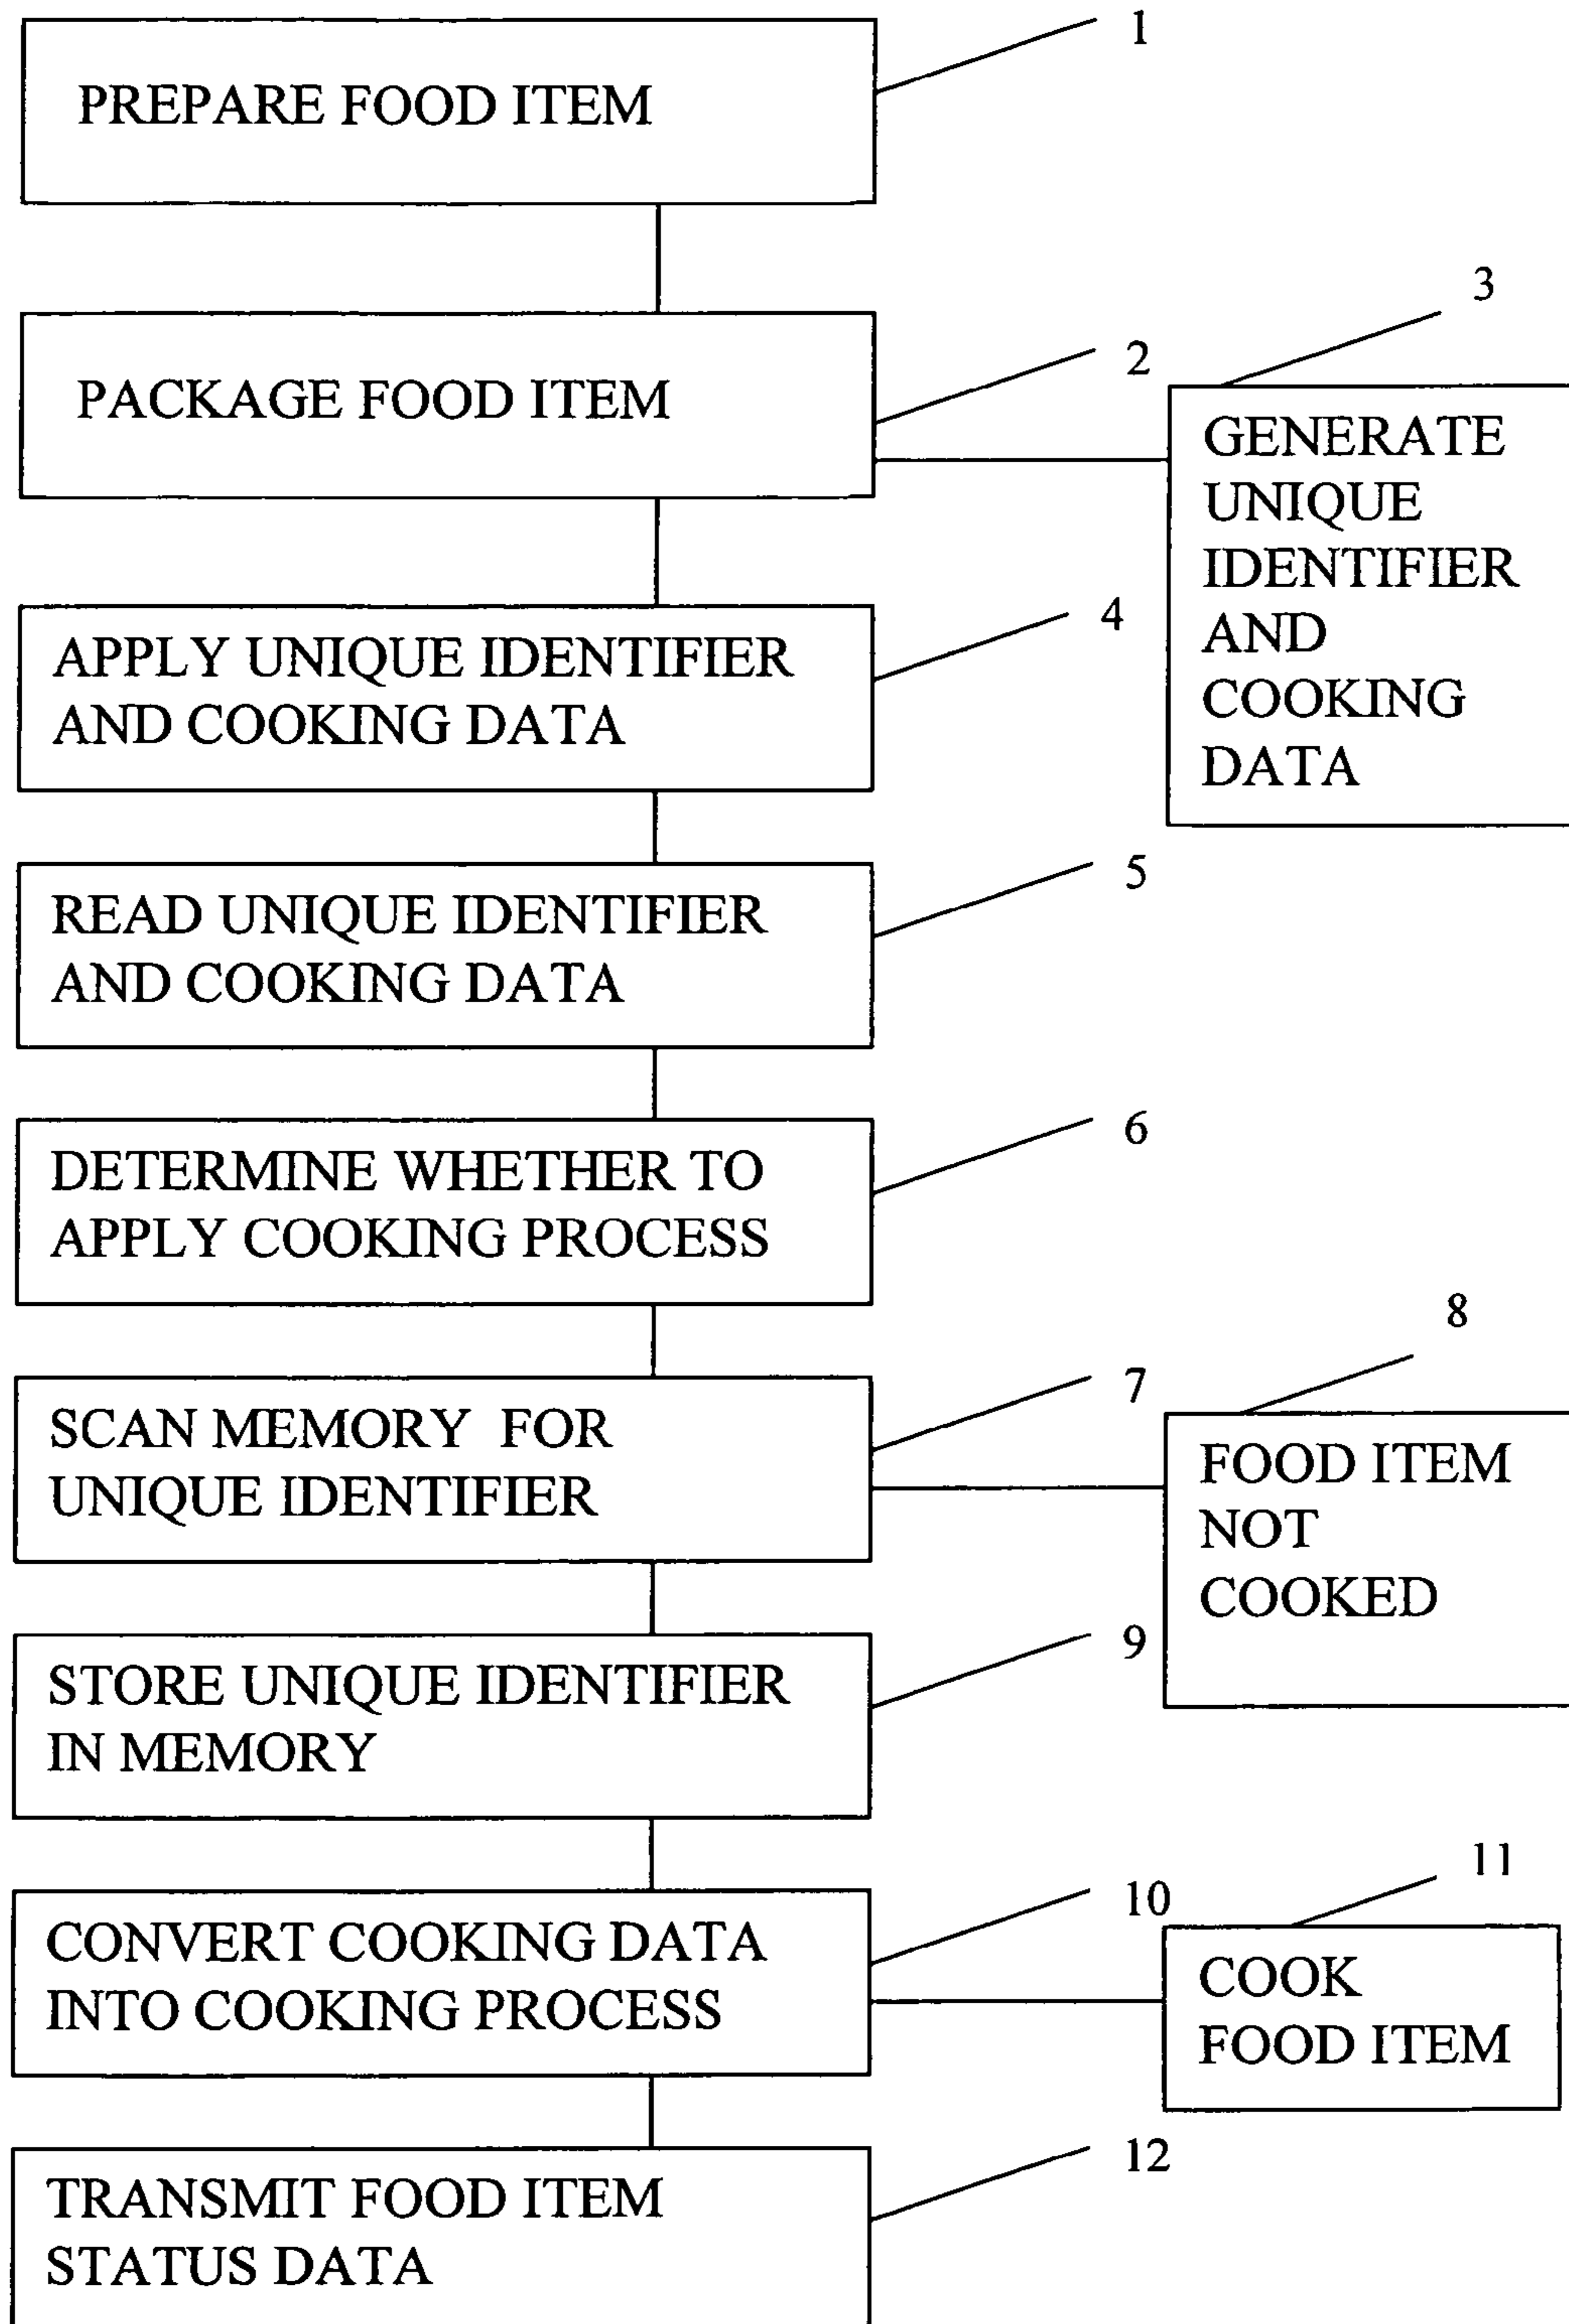 1
PREPARE FOOD ITEM
3
2
PACKAGE FOOD ITEM
GENERATE
UNIQUE
IDENTIFIER
AND
COOKING
DATA
4
APPLY UNIQUE IDENTIFIER
AND COOKING DATA
5
READ UNIQUE IDENTIFIER
AND COOKING DATA
6
DETERMINE WHETHER TO
APPLY COOKING PROCESS
8
7
SCAN MEMORY FOR
UNIQUE IDENTIFIER
FOOD ITEM
NOT
COOKED
9
STORE UNIQUE IDENTIFIER
IN MEMORY
11
10
CONVERT COOKING DATA
INTO COOKING PROCESS
COOK
FOOD ITEM
12
TRANSMIT FOOD ITEM
STATUS DATA